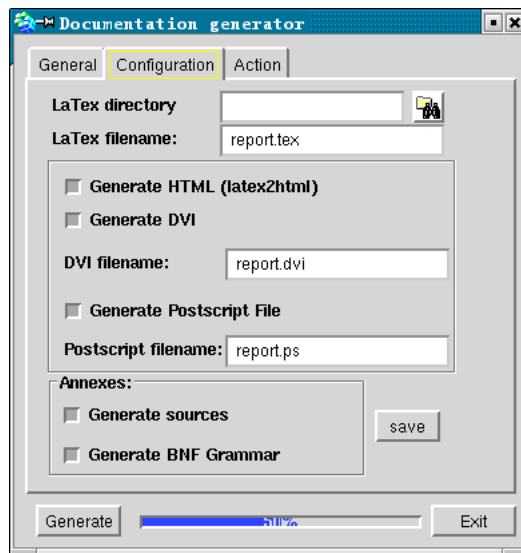 Documentation generator
General Configuration Action
LaTex directory
LaTex filename: report.tex
Generate HTML (latex2html)
Generate DVI
DVI filename: report.dvi
Generate Postscript File
Postscript filename: report.ps
Annexes:
Generate sources
save
Generate BNF Grammar
Generate 50% Exit